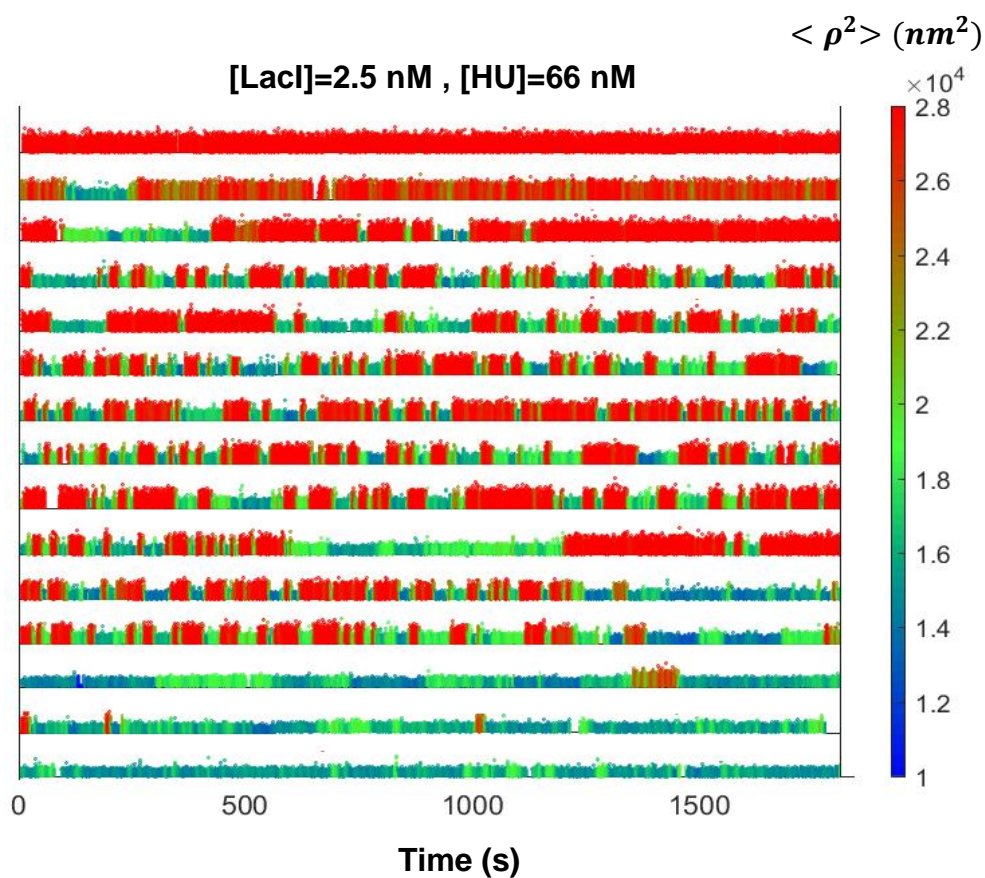 < ρ²> (nm²)
[LacI]=2.5 nM , [HU]=66 nM
×10⁴
2.8
2.6
2.4
2.2
2
1.8
1.6
1.4
1.2
1
0 500 1000 1500
Time (s)